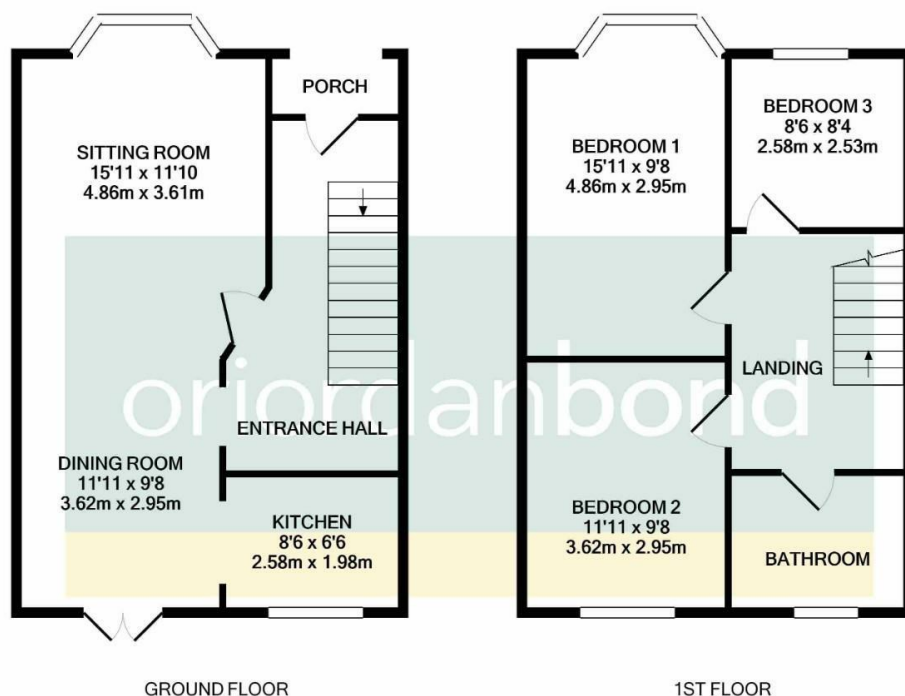 PORCH
SITTING ROOM
15'11 x 11'10
4.86m x 3.61m
ENTRANCE HALL
DINING ROOM
11'11 x 9'8
3.62m x 2.95m
KITCHEN
8'6 x 6'6
2.58m x 1.98m
GROUND FLOOR
BEDROOM 1
15'11 x 9'8
4.86m x 2.95m
BEDROOM 3
8'6 x 8'4
2.58m x 2.53m
LANDING
BEDROOM 2
11'11 x 9'8
3.62m x 2.95m
BATHROOM
1ST FLOOR
oriordanbond